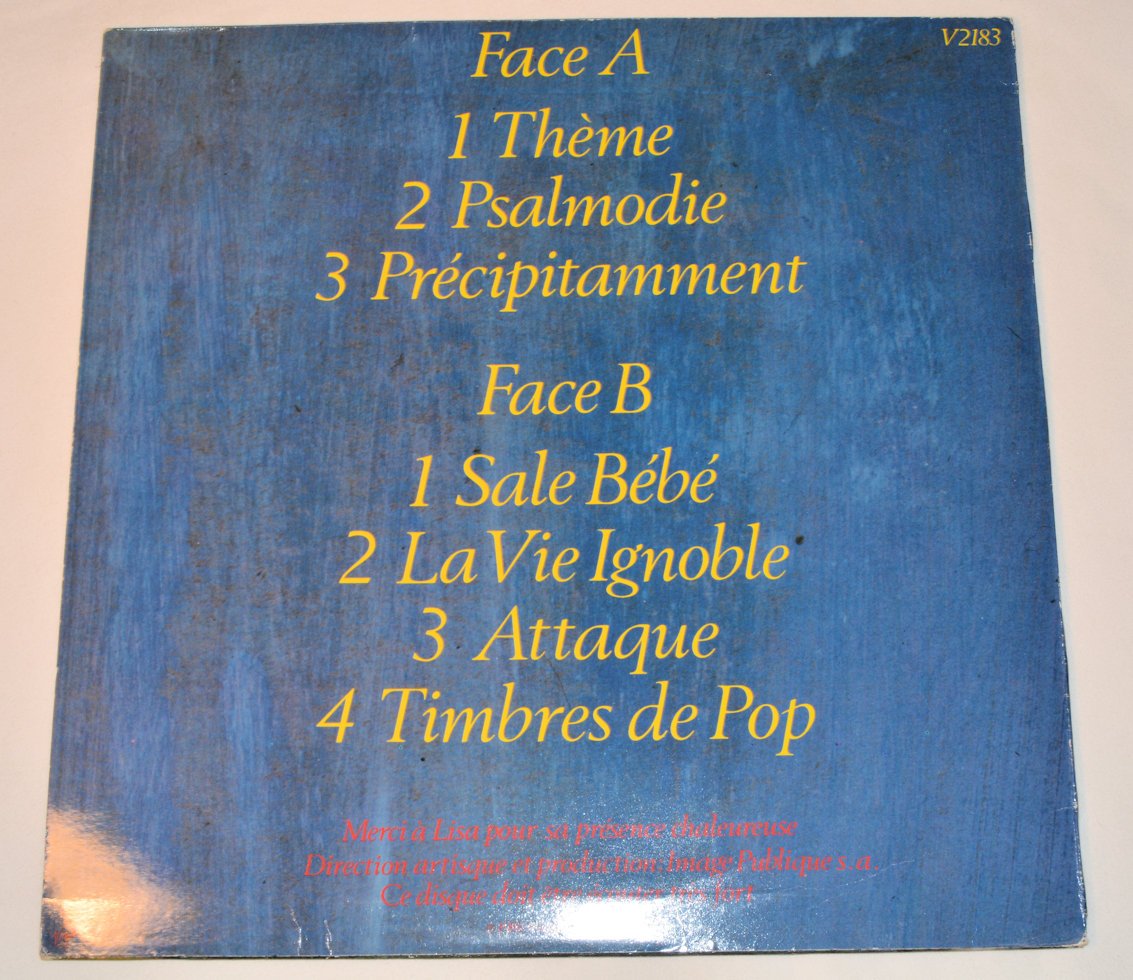 V2183
Face A
1 Thème
2 Psalmodie
3 Précipitamment
Face B
1 Sale Bébé
2 La Vie Ignoble
3 Attaque
4 Timbres de Pop
Merci à Lisa pour sa présence chaleureuse
Direction artisque et production: Image Publique s.a.
Ce disque doit être écouter très fort